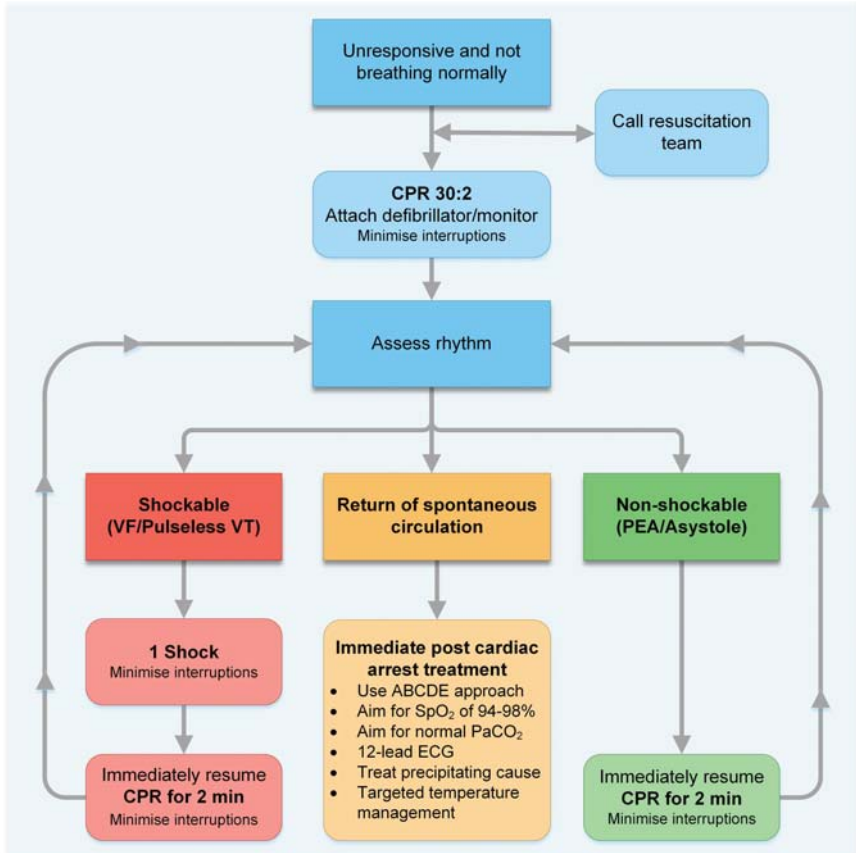 Unresponsive and not
breathing normally
Call resuscitation
team
CPR 30:2
Attach defibrillator/monitor
Minimise interruptions
Assess rhythm
Shockable
(VF/Pulseless VT)
Return of spontaneous
circulation
Non-shockable
(PEA/Asystole)
1 Shock
Minimise interruptions
Immediate post cardiac
arrest treatment
• Use ABCDE approach
• Aim for SpO₂ of 94-98%
• Aim for normal PaCO₂
• 12-lead ECG
• Treat precipitating cause
• Targeted temperature
management
Immediately resume
CPR for 2 min
Minimise interruptions
Immediately resume
CPR for 2 min
Minimise interruptions